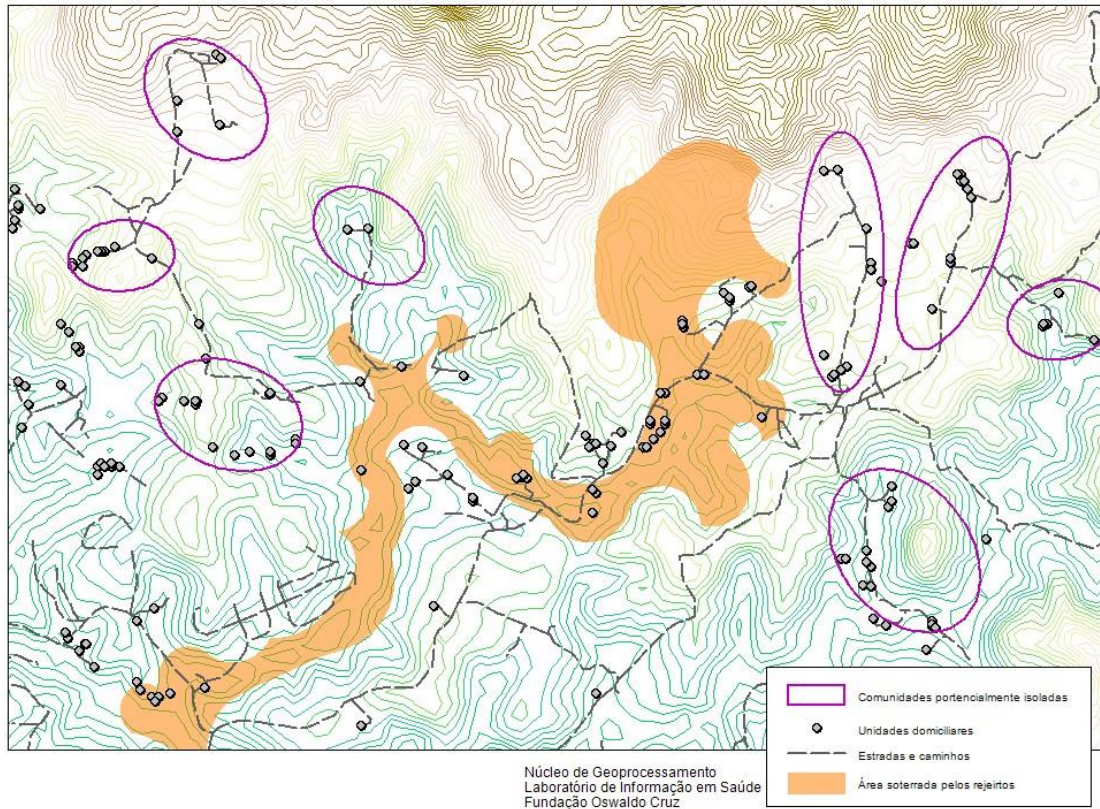 Comunidades portencialmente isoladas
Unidades domiciliares
Estradas e caminhos
Área soterrada pelos rejeirtos
Núcleo de Geoprocessamento
Laboratório de Informação em Saúde
Fundação Oswaldo Cruz